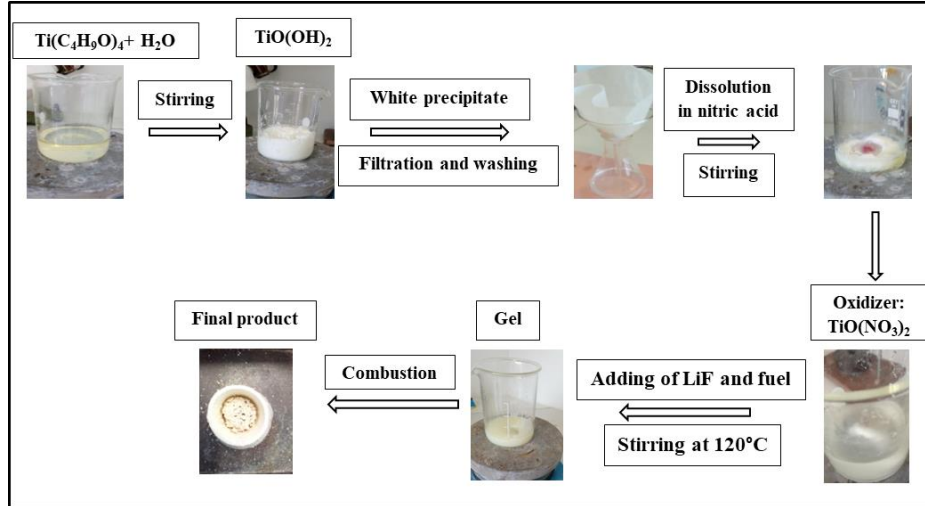 Ti(C₄H₉O)₄+ H₂O
Stirring
TiO(OH)₂
White precipitate
Filtration and washing
Dissolution
in nitric acid
Stirring
Oxidizer:
TiO(NO₃)₂
Adding of LiF and fuel
Stirring at 120°C
Gel
Combustion
Final product